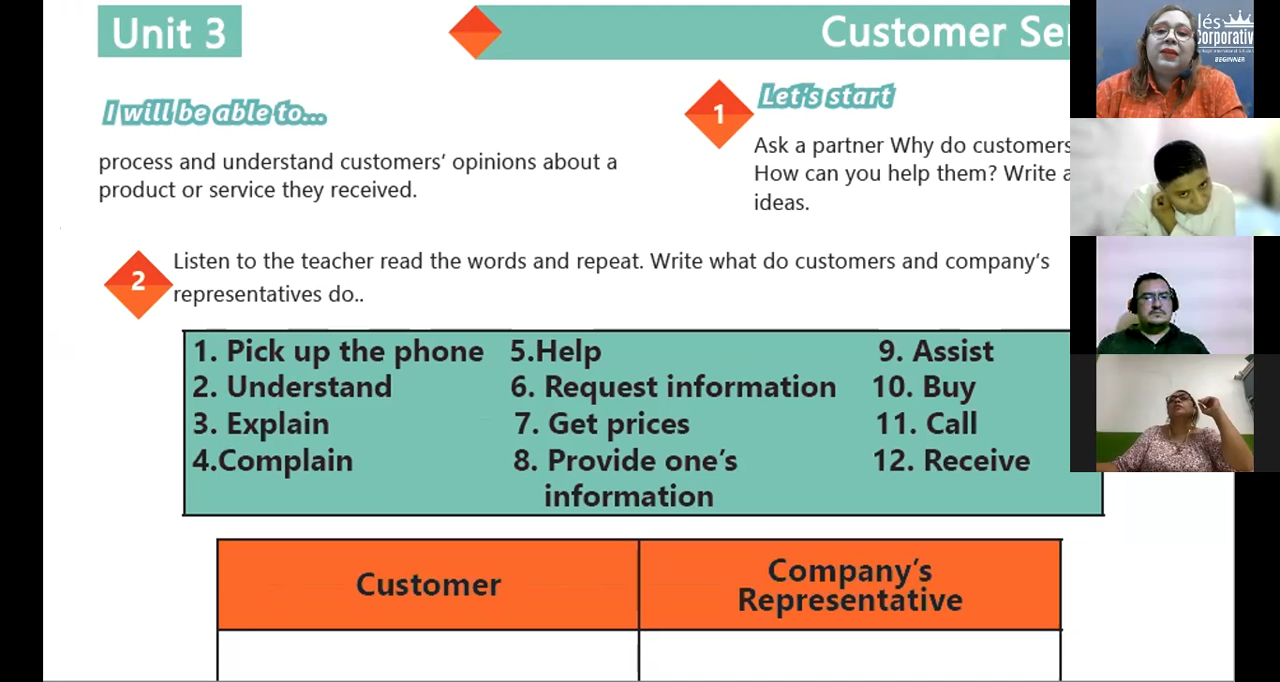 Unit 3
Customer
I will be able to...
process and understand customers' opinions about a
product or service they received.
1
Let's start
Ask a partner Why do customers
How can you help them? Write
ideas.
2
Listen to the teacher read the words and repeat. Write what do customers and company's
representatives do..
1. Pick up the phone
2. Understand
3. Explain
4.Complain
5.Help
6. Request information
7. Get prices
8. Provide one's
information
9. Assist
10. Buy
11. Call
12. Receive
Customer
Company's
Representative
BEGINNER